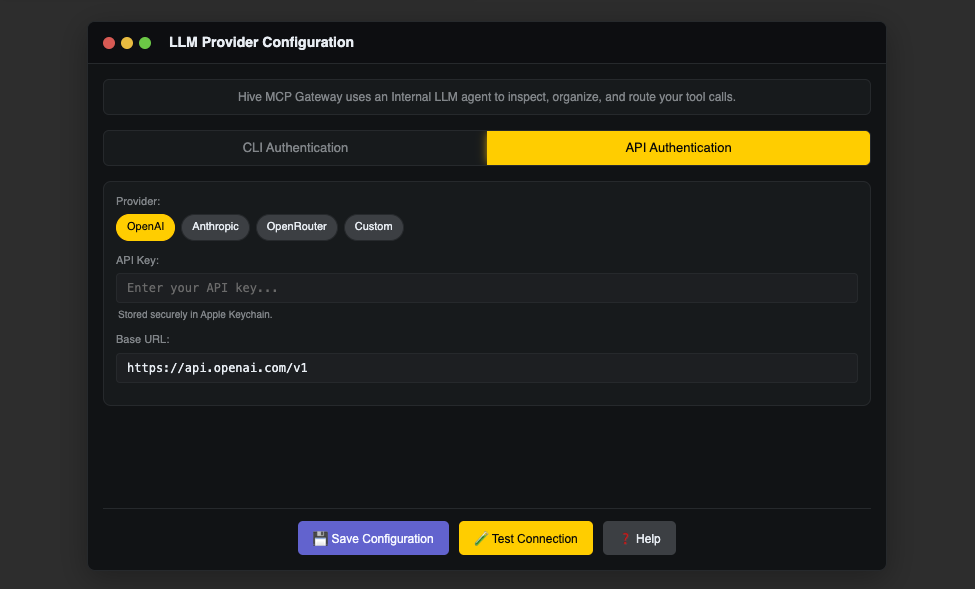 LLM Provider Configuration
Hive MCP Gateway uses an Internal LLM agent to inspect, organize, and route your tool calls.
CLI Authentication API Authentication
Provider:
OpenAI Anthropic OpenRouter Custom
API Key:
Enter your API key...
Stored securely in Apple Keychain.
Base URL:
https://api.openai.com/v1
💾 Save Configuration 🧪 Test Connection ❓ Help